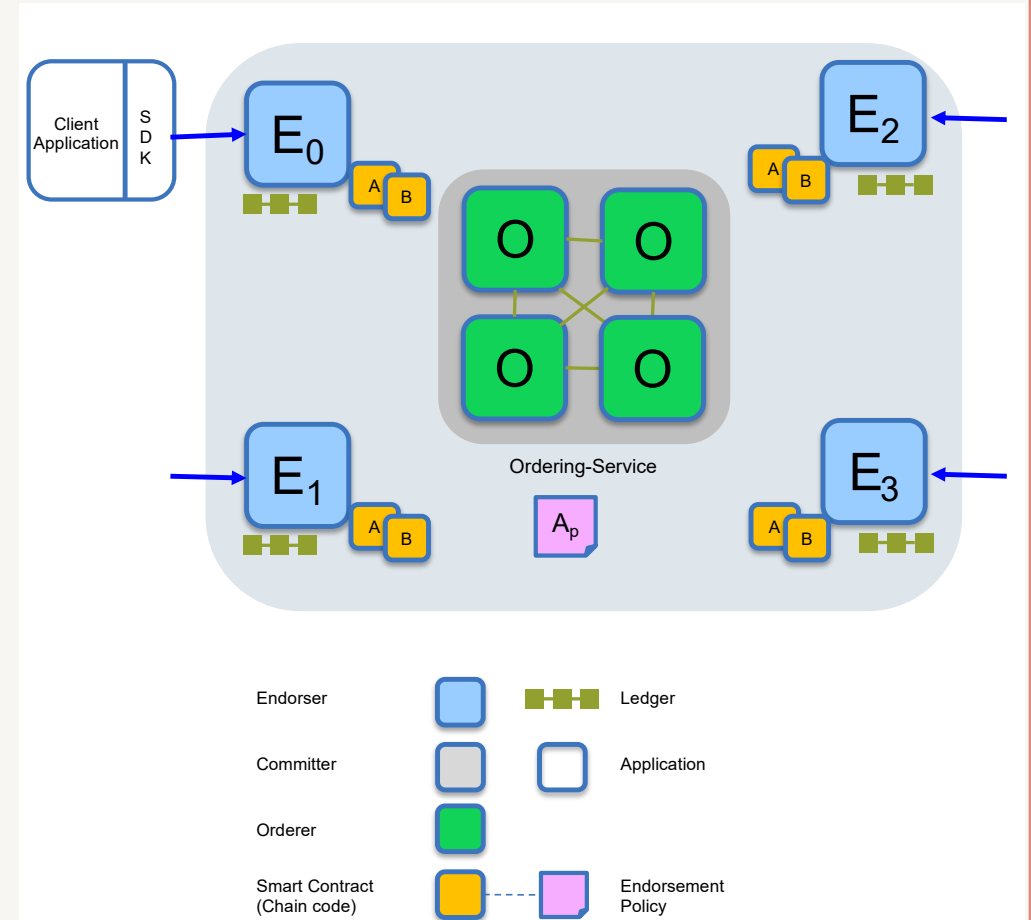 Client
Application
S
D
K
E0
A
B
E2
A
B
O
O
O
O
Ordering-Service
E1
A
B
Ap
E3
A
B
Endorser
Ledger
Committer
Application
Orderer
Smart Contract
(Chain code)
Endorsement
Policy